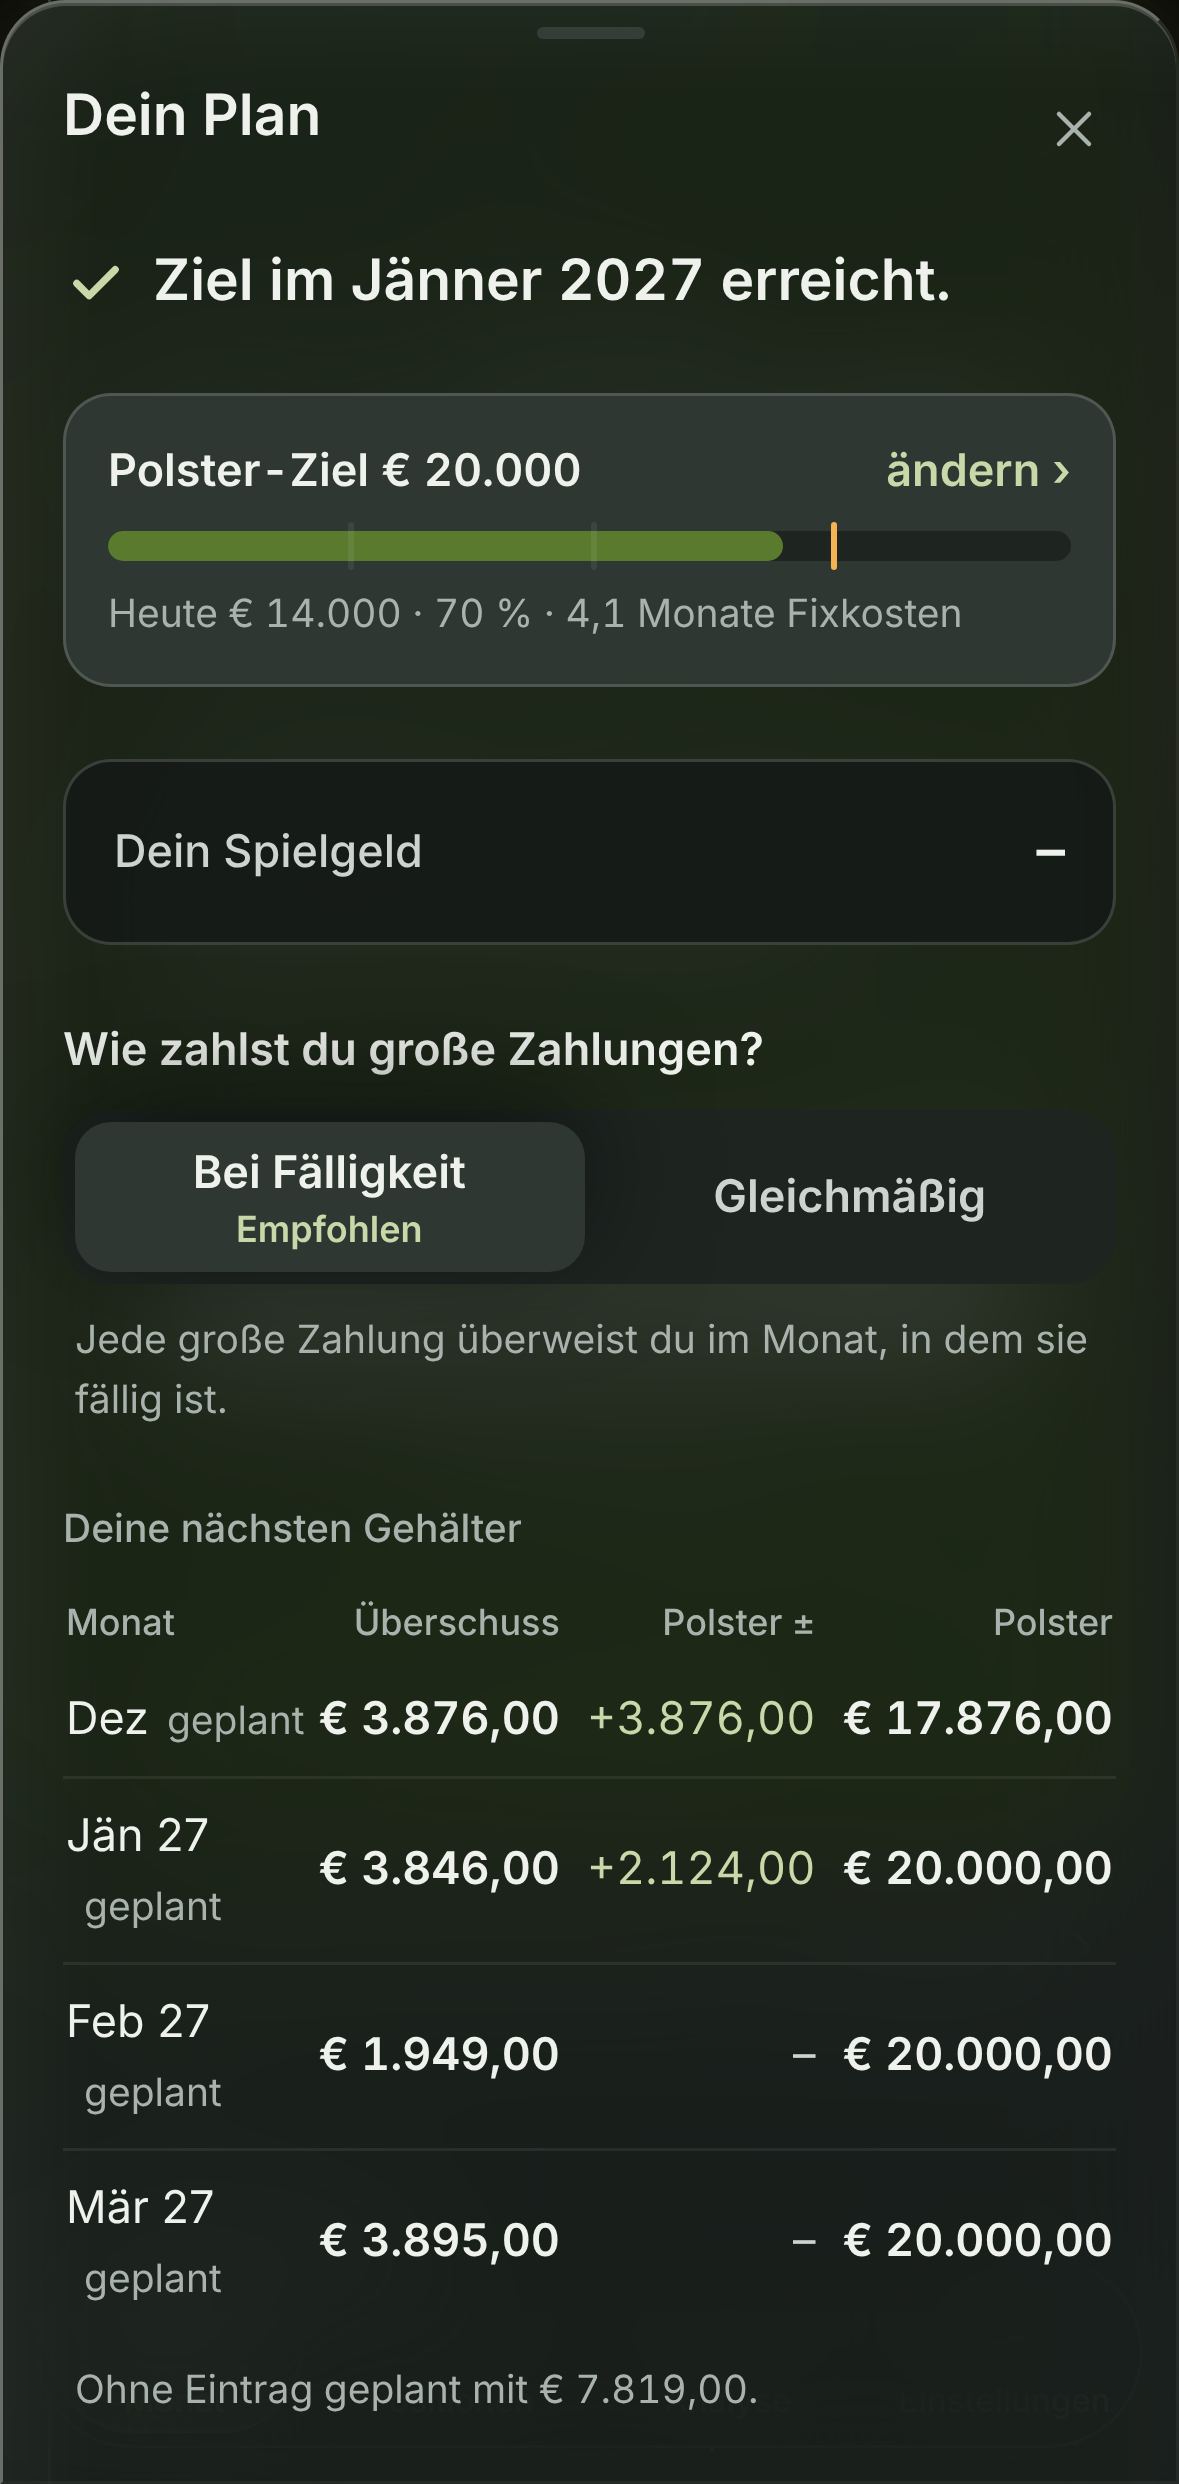 Dein Plan
Ziel im Jänner 2027 erreicht.
Polster-Ziel € 20.000 ändern ›
Heute € 14.000 · 70 % · 4,1 Monate Fixkosten
Dein Spielgeld –
Wie zahlst du große Zahlungen?
Bei Fälligkeit
Empfohlen
Gleichmäßig
Jede große Zahlung überweist du im Monat, in dem sie
fällig ist.
Deine nächsten Gehälter
Monat Überschuss Polster ± Polster
Dez geplant € 3.876,00 +3.876,00 € 17.876,00
Jän 27
geplant
€ 3.846,00 +2.124,00 € 20.000,00
Feb 27
geplant
€ 1.949,00 – € 20.000,00
Mär 27
geplant
€ 3.895,00 – € 20.000,00
Ohne Eintrag geplant mit € 7.819,00.
Einstellungen